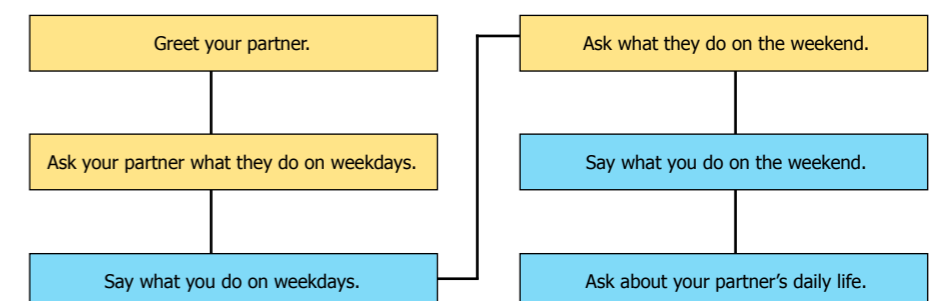 Greet your partner.
Ask your partner what they do on weekdays.
Say what you do on weekdays.
Ask what they do on the weekend.
Say what you do on the weekend.
Ask about your partner’s daily life.